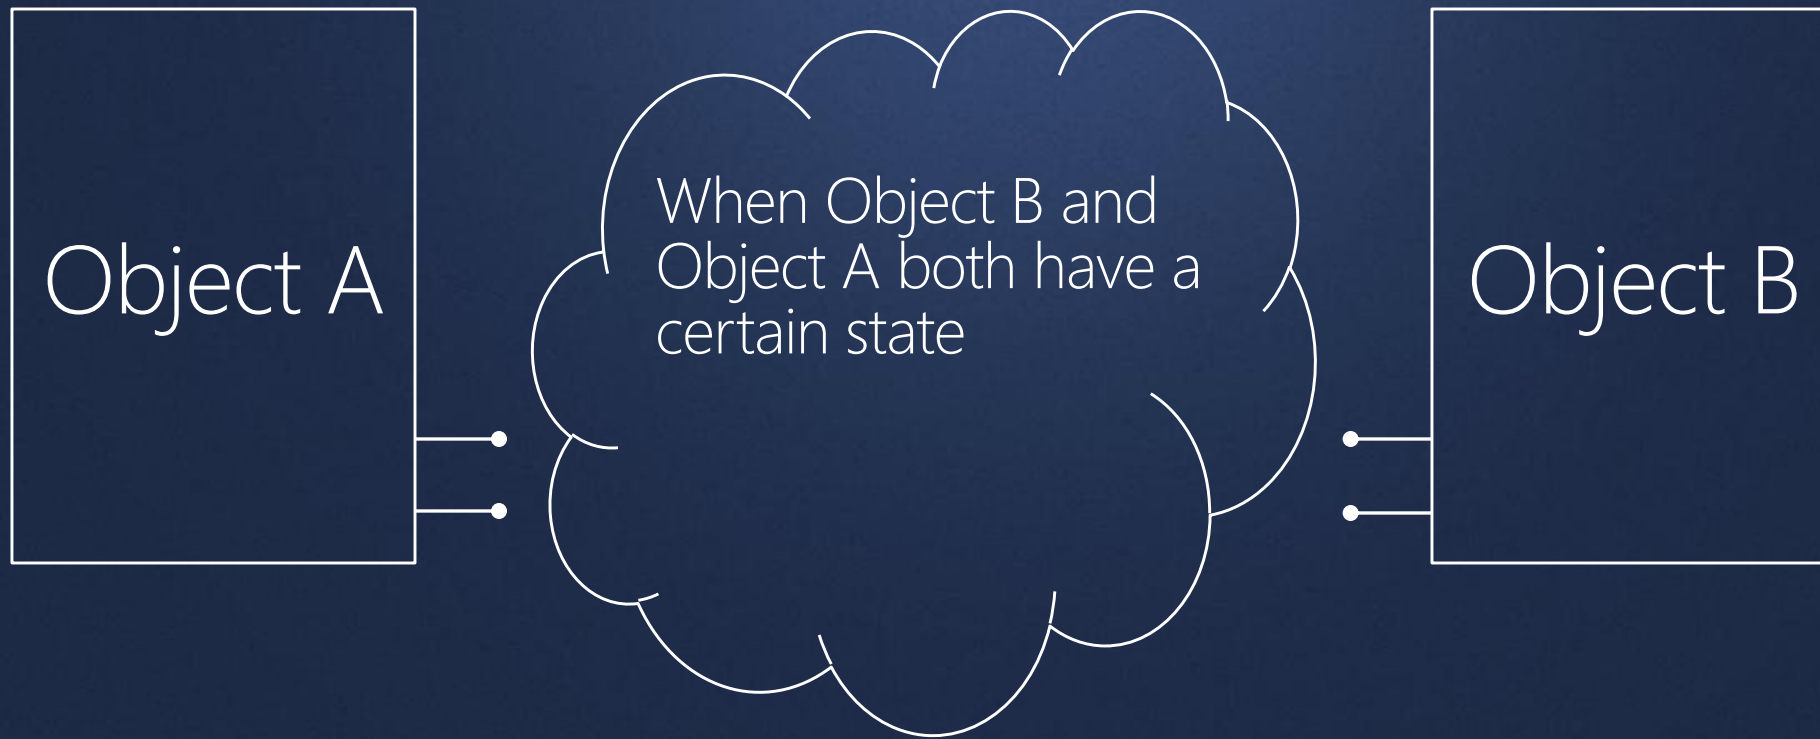 Object A
When Object B and
Object A both have a
certain state
Object B